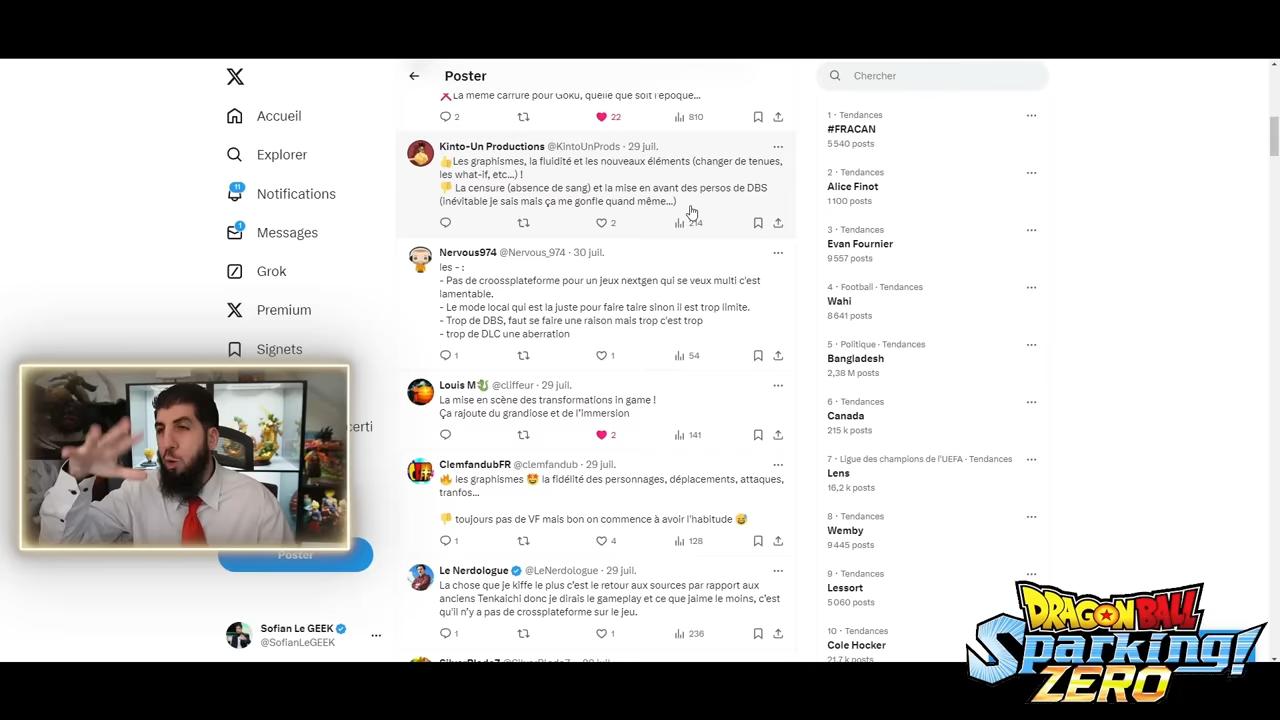 Poster
Chercher
Accueil
Explorer
11
Notifications
1
Messages
Grok
Premium
Signets
certi
Poster
Sofian Le GEEK
@SofianLeGEEK
❌La même carrure pour Goku, quelle que soit l'époque...
2
22
810
Kinto-Un Productions @KintoUnProds · 29 juil.
👍Les graphismes, la fluidité et les nouveaux éléments (changer de tenues,
les what-if, etc...) !
👎 La censure (absence de sang) et la mise en avant des persos de DBS
(inévitable je sais mais ça me gonfle quand même...)
2
214
Nervous974 @Nervous_974 · 30 juil.
les - :
- Pas de croossplateforme pour un jeux nextgen qui se veux multi c'est
lamentable.
- Le mode local qui est la juste pour faire taire sinon il est trop limite.
- Trop de DBS, faut se faire une raison mais trop c'est trop
- trop de DLC une aberration
1
1
54
Louis M🐉 @cliffeur · 29 juil.
La mise en scène des transformations in game !
Ça rajoute du grandiose et de l'immersion
2
141
ClemfandubFR @clemfandub · 29 juil.
🔥 les graphismes 🤩 la fidélité des personnages, déplacements, attaques,
tranfos...
👎 toujours pas de VF mais bon on commence à avoir l'habitude 😅
1
4
128
Le Nerdologue @LeNerdologue · 29 juil.
La chose que je kiffe le plus c'est le retour aux sources par rapport aux
anciens Tenkaichi donc je dirais le gameplay et ce que jaime le moins, c'est
qu'il n'y a pas de crossplateforme sur le jeu.
1
1
236
1 · Tendances
#FRACAN
5 540 posts
2 · Tendances
Alice Finot
1 100 posts
3 · Tendances
Evan Fournier
9 557 posts
4 · Football · Tendances
Wahi
8 641 posts
5 · Politique · Tendances
Bangladesh
2,38 M posts
6 · Tendances
Canada
215 k posts
7 · Ligue des champions de l'UEFA · Tendances
Lens
16,2 k posts
8 · Tendances
Wemby
9 445 posts
9 · Tendances
Lessort
5 060 posts
10 · Tendances
Cole Hocker
21,7 k posts
DRAGON BALL
Sparking!
ZERO